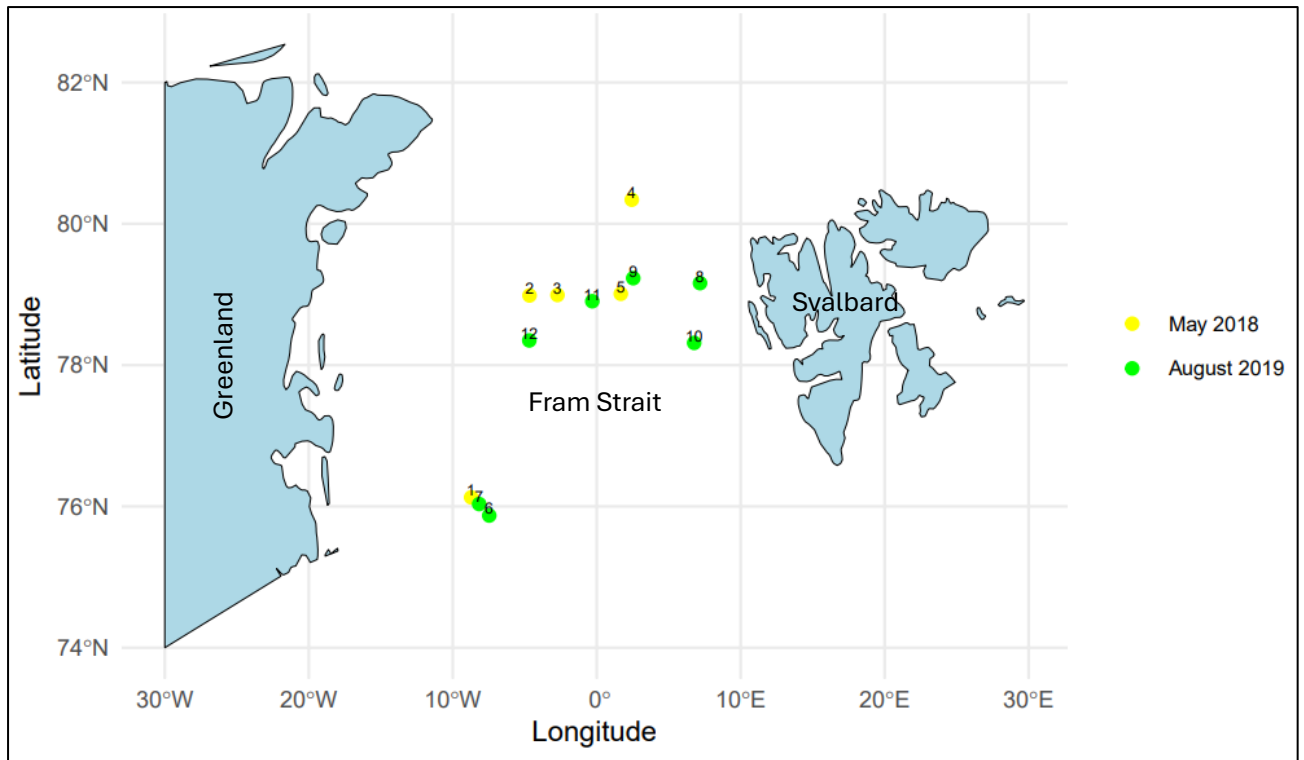 82°N
80°N
78°N
76°N
74°N
Latitude
Greenland
4
9
8
2
3
11
5
Svalbard
12
10
Fram Strait
1
7
6
30°W
20°W
10°W
0°
10°E
20°E
30°E
Longitude
May 2018
August 2019